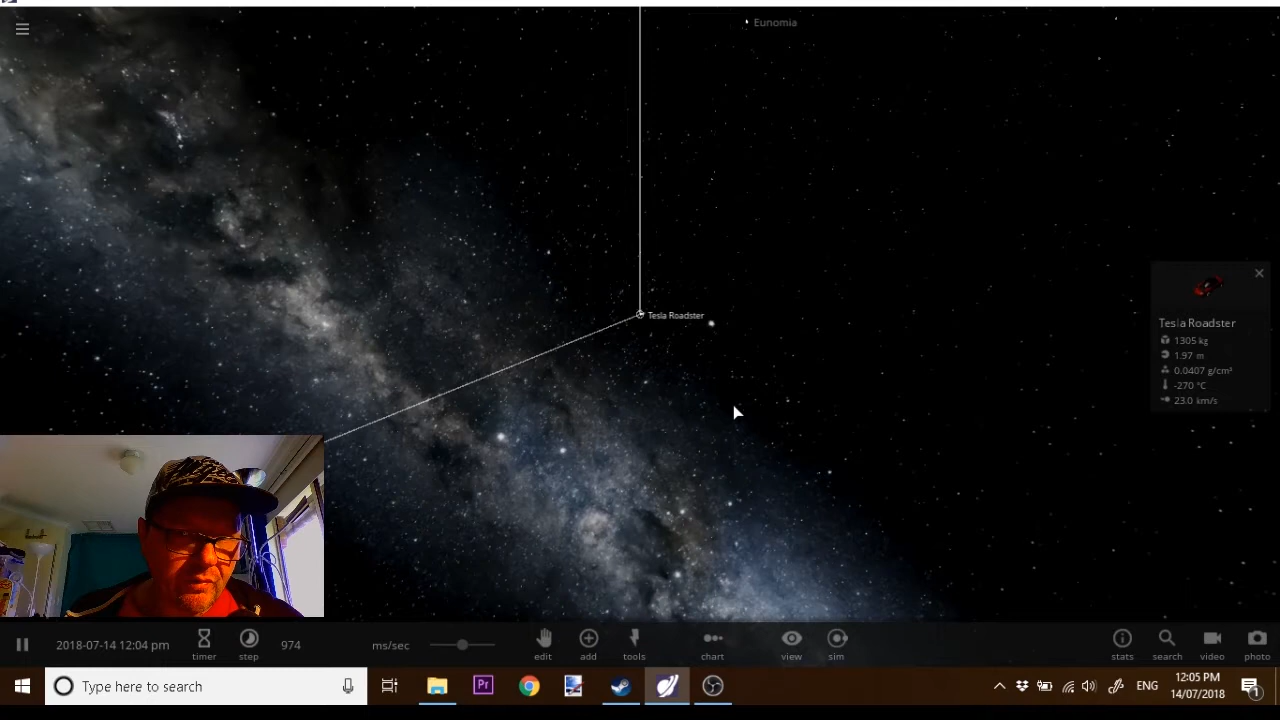 Eunomia
Tesla Roadster
Tesla Roadster
1305 kg
1.97 m
0.0407 g/cm³
-270 °C
23.0 km/s
2018-07-14 12:04 pm
timer
step
974
ms/sec
edit
add
tools
chart
view
sim
stats
search
video
photo
Type here to search
Pr
ENG
12:05 PM
14/07/2018
1